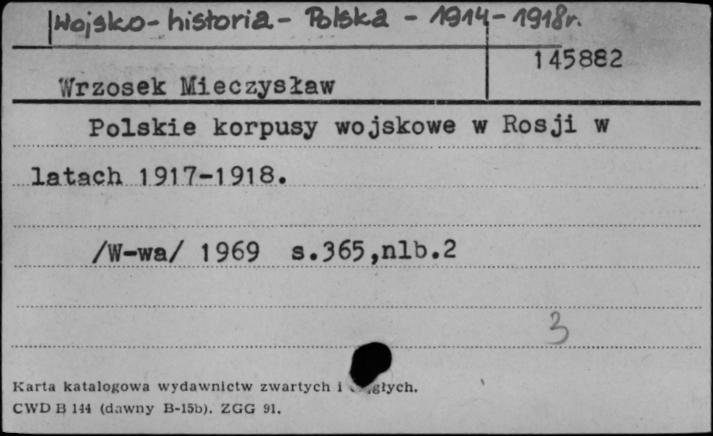 Wojsko - historia - Polska - 1914 - 1918r.
145882
Wrzosek Mieczysław
Polskie korpusy wojskowe w Rosji w
latach 1917-1918.
/W-wa/ 1969 s.365,nlb.2
3
Karta katalogowa wydawnictw zwartych i
CWD B 144 (dawny B-15b). ZGG 91.